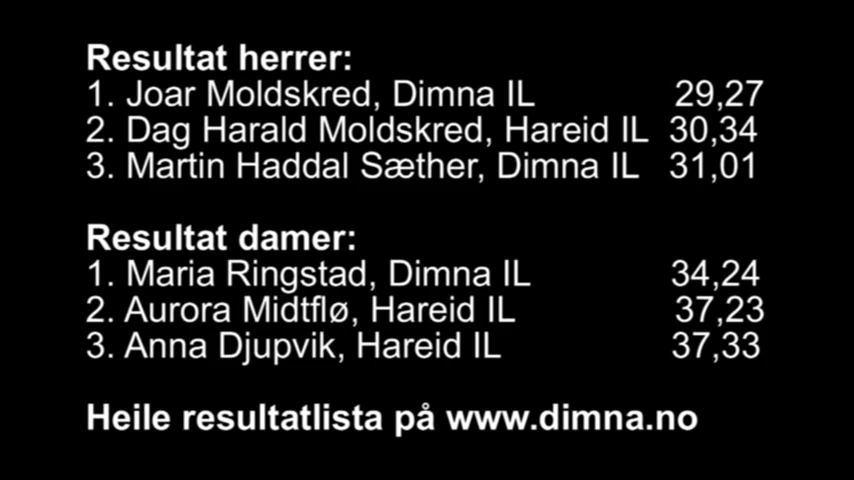 Resultat herrer:
1. Joar Moldskred, Dimna IL 29,27
2. Dag Harald Moldskred, Hareid IL 30,34
3. Martin Haddal Sæther, Dimna IL 31,01
Resultat damer:
1. Maria Ringstad, Dimna IL 34,24
2. Aurora Midtflø, Hareid IL 37,23
3. Anna Djupvik, Hareid IL 37,33
Heile resultatlista på www.dimna.no